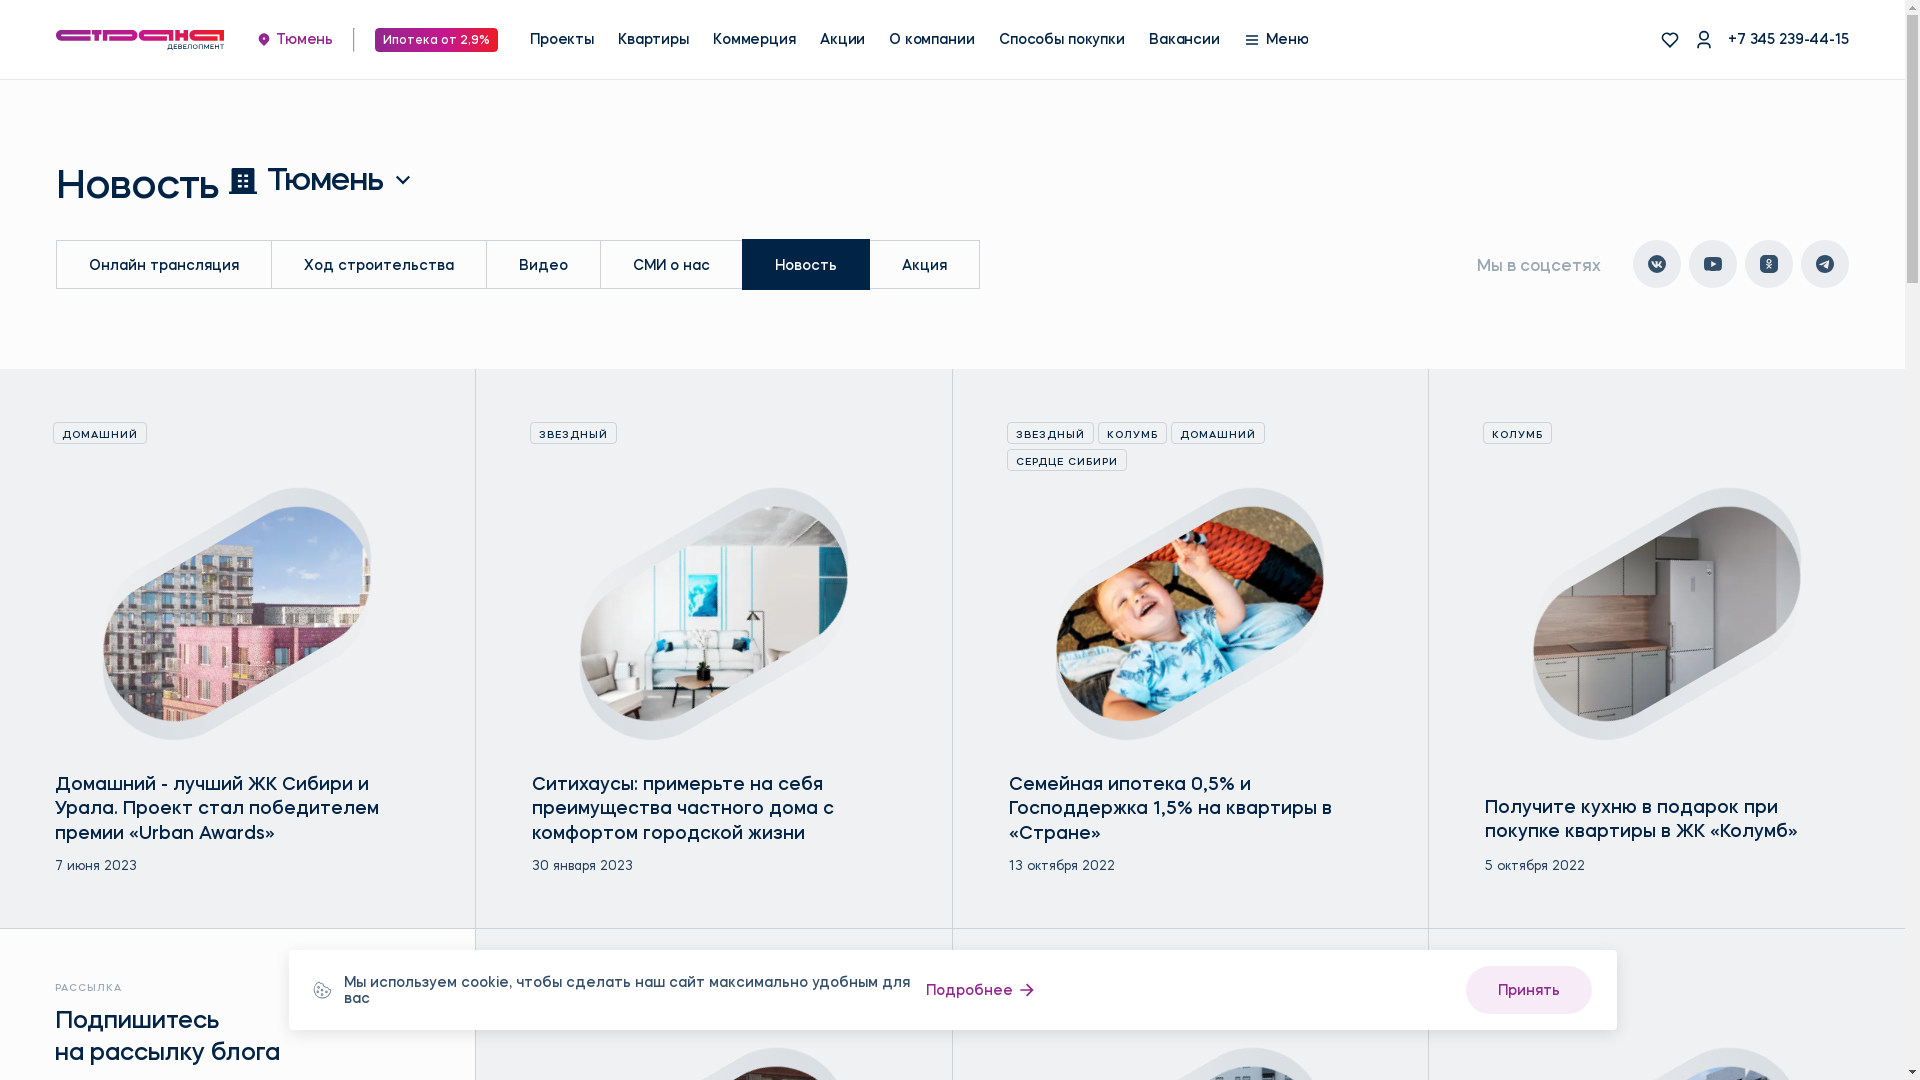 СТРАНА
ДЕВЕЛОПМЕНТ
Тюмень
Ипотека от 2,9%
Проекты
Квартиры
Коммерция
Акции
О компании
Способы покупки
Вакансии
Меню
+7 345 239-44-15
Новость
Тюмень
Онлайн трансляция
Ход строительства
Видео
СМИ о нас
Новость
Акция
Мы в соцсетях
ДОМАШНИЙ
Домашний - лучший ЖК Сибири и
Урала. Проект стал победителем
премии «Urban Awards»
7 июня 2023
ЗВЕЗДНЫЙ
Ситихаусы: примерьте на себя
преимущества частного дома с
комфортом городской жизни
30 января 2023
ЗВЕЗДНЫЙ
КОЛУМБ
ДОМАШНИЙ
СЕРДЦЕ СИБИРИ
Семейная ипотека 0,5% и
Господдержка 1,5% на квартиры в
«Стране»
13 октября 2022
КОЛУМБ
Получите кухню в подарок при
покупке квартиры в ЖК «Колумб»
5 октября 2022
РАССЫЛКА
Подпишитесь
на рассылку блога
Мы используем cookie, чтобы сделать наш сайт максимально удобным для
вас
Подробнее
Принять